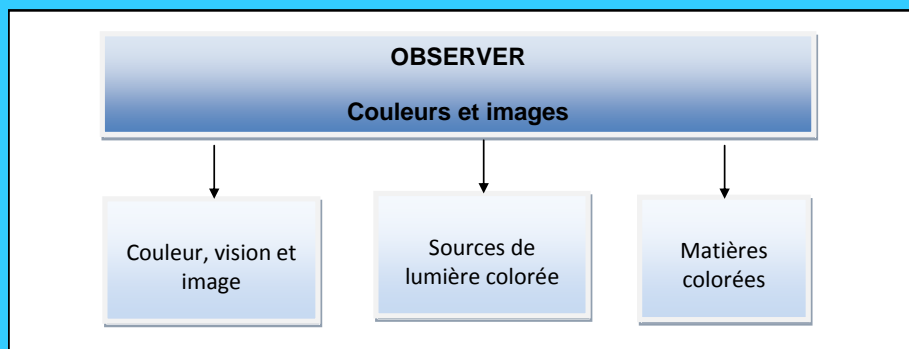 OBSERVER
Couleurs et images
Couleur, vision et
image
Sources de
lumière colorée
Matières
colorées